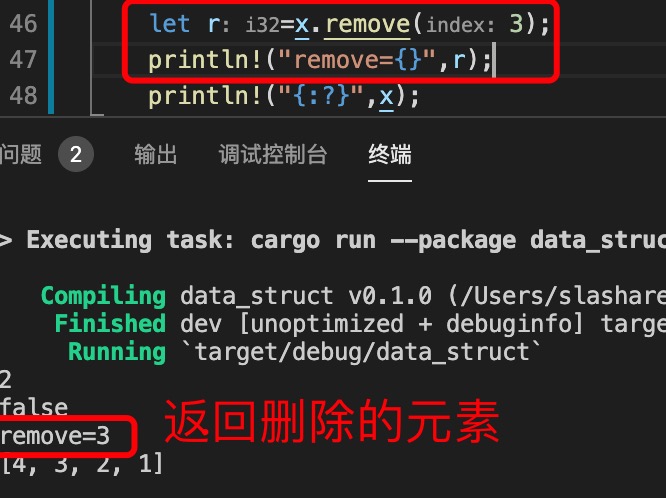 46 let r: i32=x.remove(index: 3);
47 println!("remove={}",r);
48 println!("{:?}",x);
问题 2 输出 调试控制台 终端
> Executing task: cargo run --package data_struc
Compiling data_struct v0.1.0 (/Users/slashare
Finished dev [unoptimized + debuginfo] targe
Running `target/debug/data_struct`
2
false
remove=3 返回删除的元素
[4, 3, 2, 1]